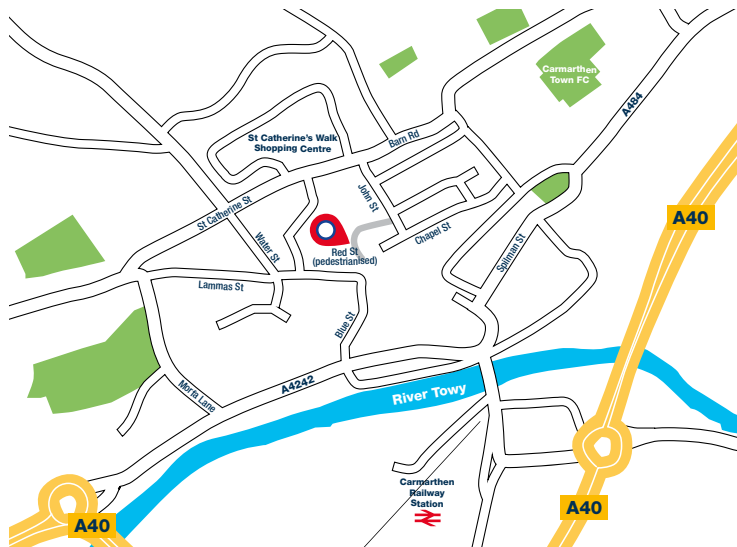 Carmarthen
Town FC
A484
Barn Rd
St Catherine's Walk
Shopping Centre
John St
St Catherine St
A40
Water St
Red St
(pedestrianised)
Chapel St
Spilman St
Lammas St
Blue St
A4242
Morfa Lane
River Towy
Carmarthen
Railway
Station
A40
A40